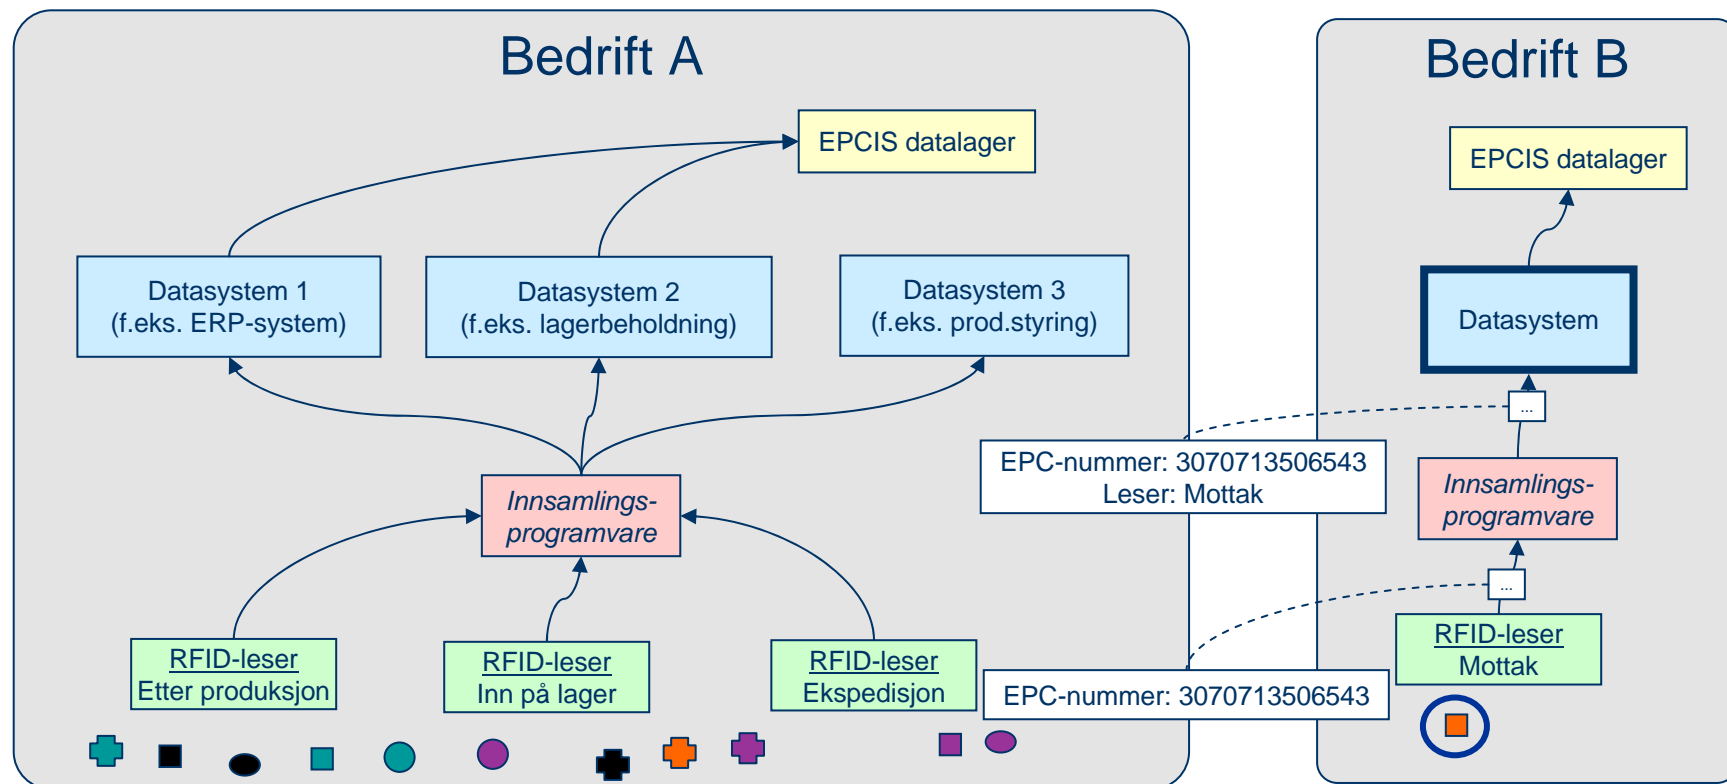 Bedrift A
EPCIS datalager
Datasystem 1
(f.eks. ERP-system)
Datasystem 2
(f.eks. lagerbeholdning)
Datasystem 3
(f.eks. prod.styring)
Innsamlings-
programvare
RFID-leser
Etter produksjon
RFID-leser
Inn på lager
RFID-leser
Ekspedisjon
EPC-nummer: 3070713506543
Leser: Mottak
EPC-nummer: 3070713506543
Bedrift B
EPCIS datalager
Datasystem
...
Innsamlings-
programvare
...
RFID-leser
Mottak